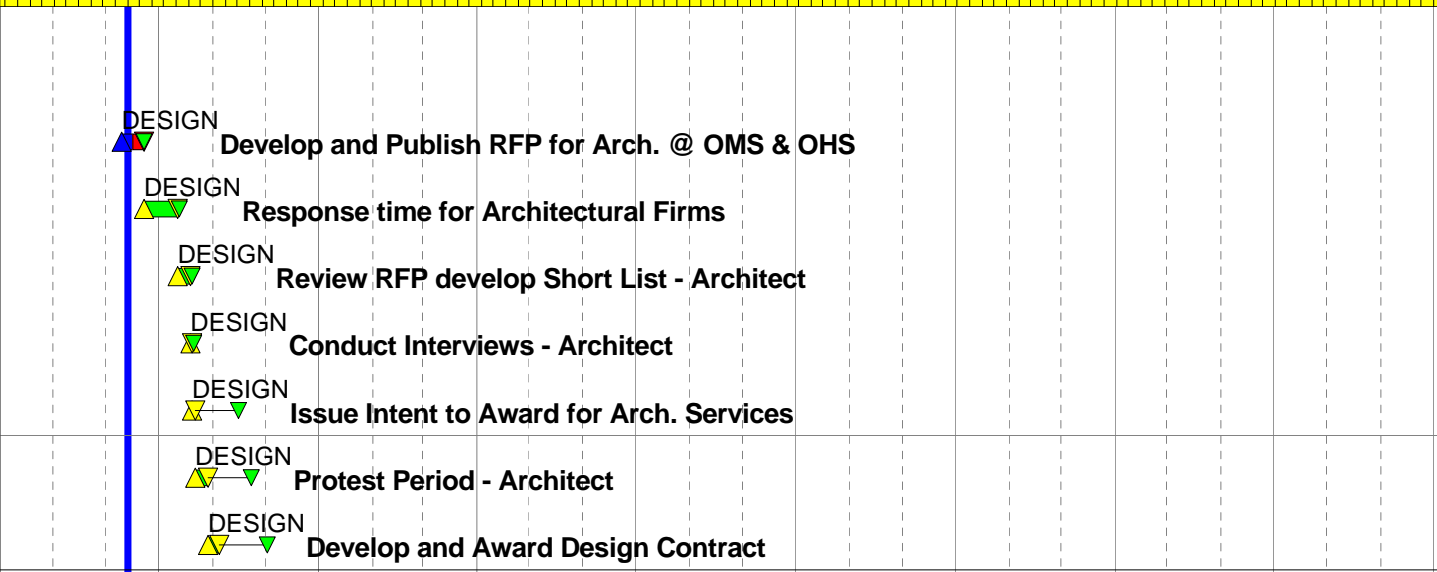 DESIGN
Develop and Publish RFP for Arch. @ OMS & OHS
DESIGN
Response time for Architectural Firms
DESIGN
Review RFP develop Short List - Architect
DESIGN
Conduct Interviews - Architect
DESIGN
Issue Intent to Award for Arch. Services
DESIGN
Protest Period - Architect
DESIGN
Develop and Award Design Contract